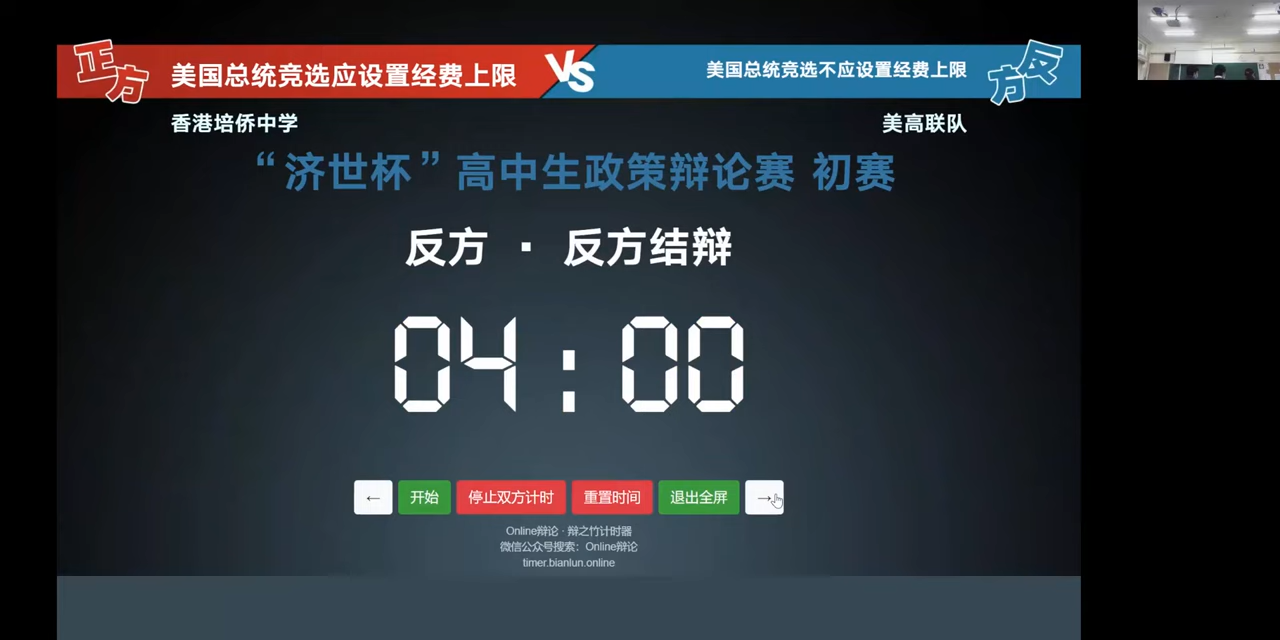 正方 美国总统竞选应设置经费上限 VS 美国总统竞选不应设置经费上限 反方
香港培侨中学 美高联队
“济世杯”高中生政策辩论赛 初赛
反方 · 反方结辩
04:00
← 开始 停止双方计时 重置时间 退出全屏 →
Online辩论 · 辩之竹计时器
微信公众号搜索：Online辩论
timer.bianlun.online